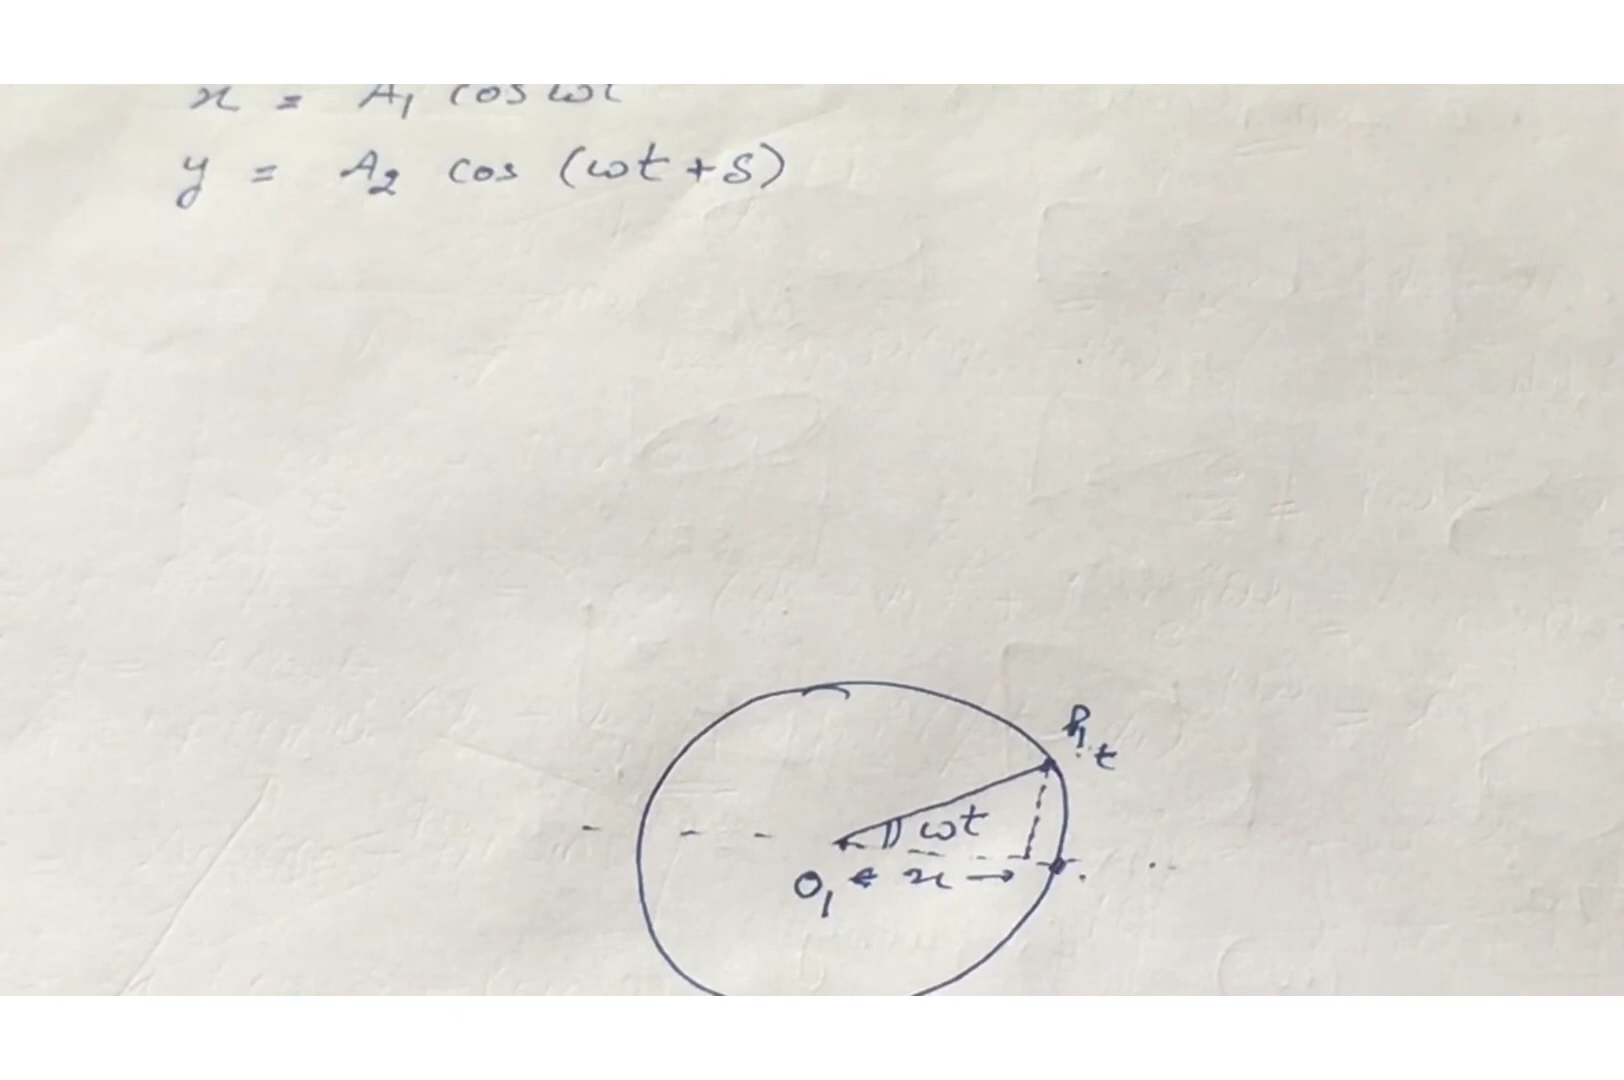 x = A₁ cos ωt
y = A₂ cos (ωt + δ)
P₁ t
ωt
O₁ ← x →